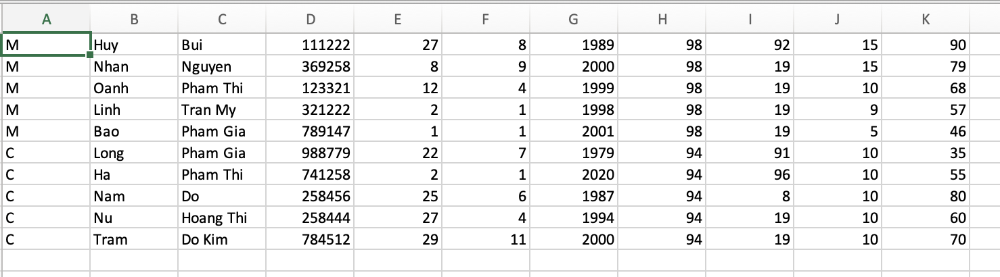 A B C D E F G H I J K
M Huy Bui 111222 27 8 1989 98 92 15 90
M Nhan Nguyen 369258 8 9 2000 98 19 15 79
M Oanh Pham Thi 123321 12 4 1999 98 19 10 68
M Linh Tran My 321222 2 1 1998 98 19 9 57
M Bao Pham Gia 789147 1 1 2001 98 19 5 46
C Long Pham Gia 988779 22 7 1979 94 91 10 35
C Ha Pham Thi 741258 2 1 2020 94 96 10 55
C Nam Do 258456 25 6 1987 94 8 10 80
C Nu Hoang Thi 258444 27 4 1994 94 19 10 60
C Tram Do Kim 784512 29 11 2000 94 19 10 70